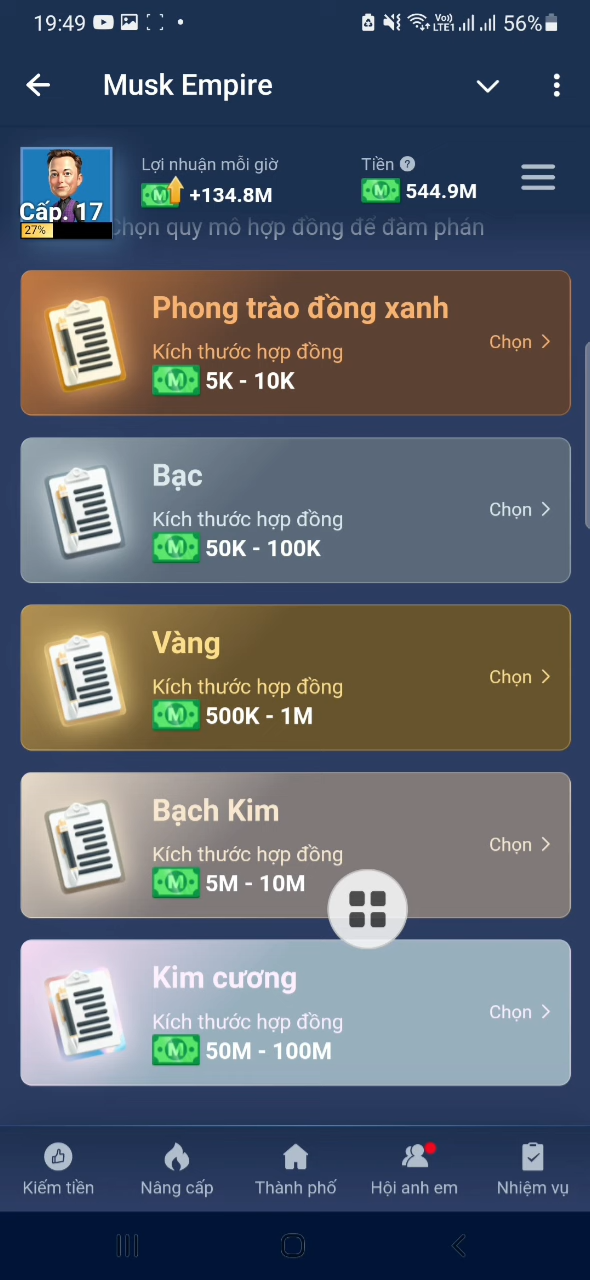 19:49 Vo)) LTE1 56%
Musk Empire
Lợi nhuận mỗi giờ
Tiền ?
+134.8M
544.9M
Cấp. 17
27%
Chọn quy mô hợp đồng để đàm phán
Phong trào đồng xanh
Kích thước hợp đồng
5K - 10K
Chọn
Bạc
Kích thước hợp đồng
50K - 100K
Chọn
Vàng
Kích thước hợp đồng
500K - 1M
Chọn
Bạch Kim
Kích thước hợp đồng
5M - 10M
Chọn
Kim cương
Kích thước hợp đồng
50M - 100M
Chọn
Kiếm tiền
Nâng cấp
Thành phố
Hội anh em
Nhiệm vụ